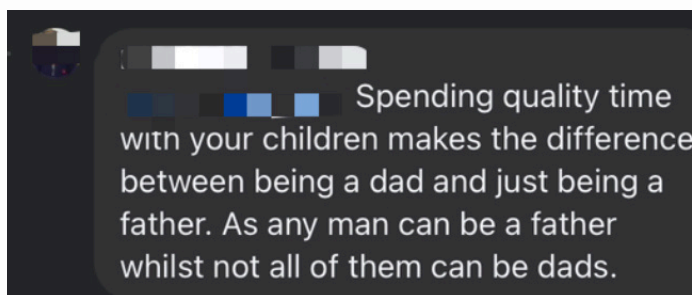 Spending quality time
with your children makes the difference
between being a dad and just being a
father. As any man can be a father
whilst not all of them can be dads.